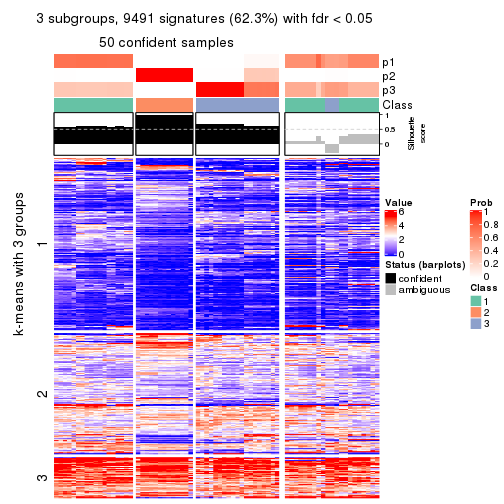 3 subgroups, 9491 signatures (62.3%) with fdr < 0.05
50 confident samples
p1
p2
p3
Class
1
0.5
0
Silhouette
score
k-means with 3 groups
1
2
3
Value
6
4
2
0
Status (barplots)
confident
ambiguous
Prob
1
0.8
0.6
0.4
0.2
0
Class
1
2
3